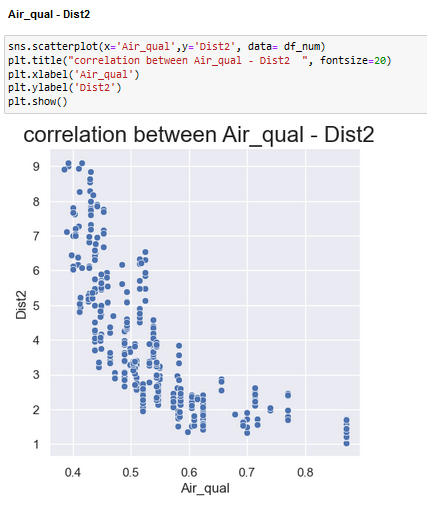 Air_qual - Dist2
sns.scatterplot(x='Air_qual',y='Dist2', data= df_num)
plt.title("correlation between Air_qual - Dist2  ", fontsize=20)
plt.xlabel('Air_qual')
plt.ylabel('Dist2')
plt.show()
correlation between Air_qual - Dist2
9
8
7
6
5
4
3
2
1
Dist2
0.4 0.5 0.6 0.7 0.8
Air_qual